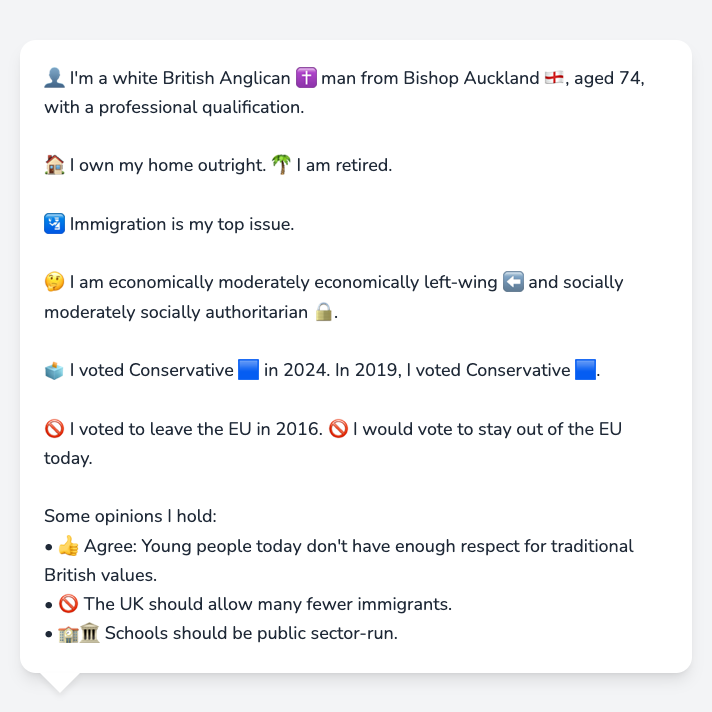 👤 I'm a white British Anglican ✝️ man from Bishop Auckland 🏴󠁧󠁢󠁥󠁮󠁧󠁿, aged 74,
with a professional qualification.
🏠 I own my home outright. 🌴 I am retired.
🛂 Immigration is my top issue.
🤔 I am economically moderately economically left-wing ⬅️ and socially
moderately socially authoritarian 🔒.
🗳️ I voted Conservative 🟦 in 2024. In 2019, I voted Conservative 🟦.
🚫 I voted to leave the EU in 2016. 🚫 I would vote to stay out of the EU
today.
Some opinions I hold:
• 👍 Agree: Young people today don't have enough respect for traditional
British values.
• 🚫 The UK should allow many fewer immigrants.
• 🏫🏛️ Schools should be public sector-run.